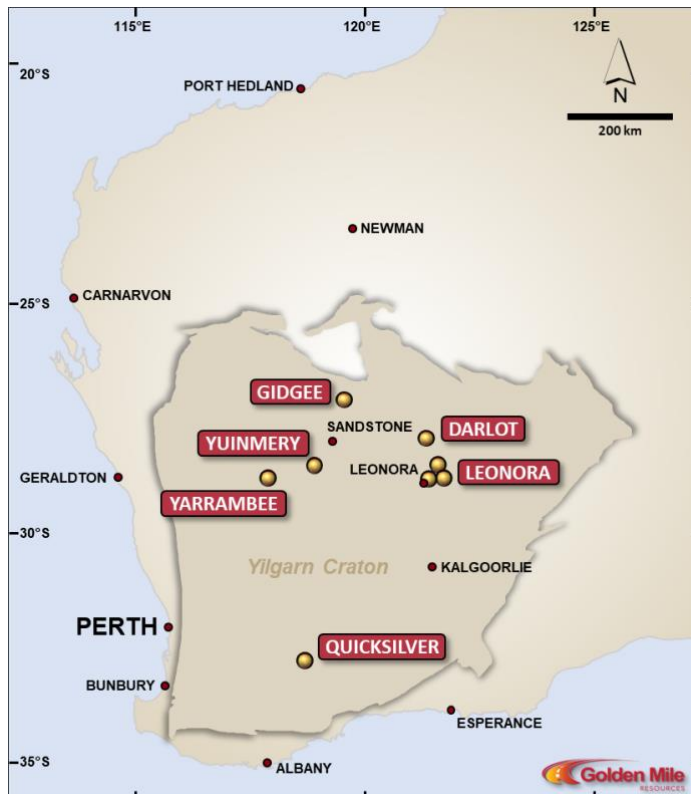 115°E
120°E
125°E
20°S
PORT HEDLAND
N
200 km
NEWMAN
25°S
CARNARVON
GIDGEE
SANDSTONE
DARLOT
YUINMERY
LEONORA
LEONORA
GERALDTON
YARRAMBEE
30°S
Yilgarn Craton
KALGOORLIE
PERTH
QUICKSILVER
BUNBURY
ESPERANCE
35°S
ALBANY
Golden Mile
RESOURCES